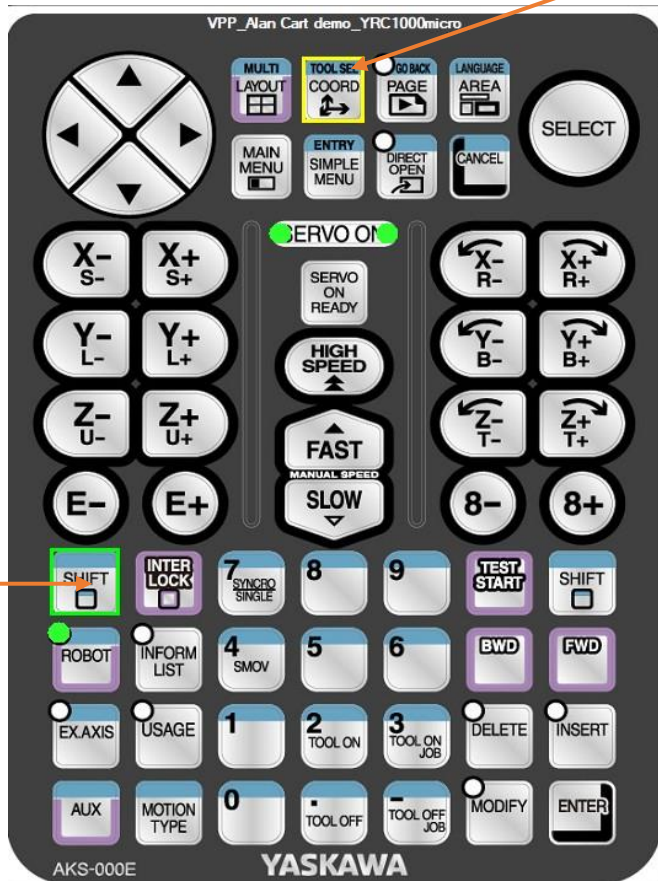 VPP_Alan Cart demo_YRC1000micro
MULTI
LAYOUT
TOOL SEL
COORD
GO BACK
PAGE
LANGUAGE
AREA
SELECT
MAIN
MENU
ENTRY
SIMPLE
MENU
DIRECT
OPEN
CANCEL
SERVO ON
X-
S-
X+
S+
SERVO
ON
READY
X-
R-
X+
R+
Y-
L-
Y+
L+
HIGH
SPEED
Y-
B-
Y+
B+
Z-
U-
Z+
U+
FAST
MANUAL SPEED
SLOW
Z-
T-
Z+
T+
E-
E+
8-
8+
SHIFT
INTER
LOCK
7
SYNCRO
SINGLE
8
9
TEST
START
SHIFT
ROBOT
INFORM
LIST
4
SMOV
5
6
BWD
FWD
EX.AXIS
USAGE
1
2
TOOL ON
3
TOOL ON
JOB
DELETE
INSERT
AUX
MOTION
TYPE
0
.
TOOL OFF
-
TOOL OFF
JOB
MODIFY
ENTER
AKS-000E
YASKAWA